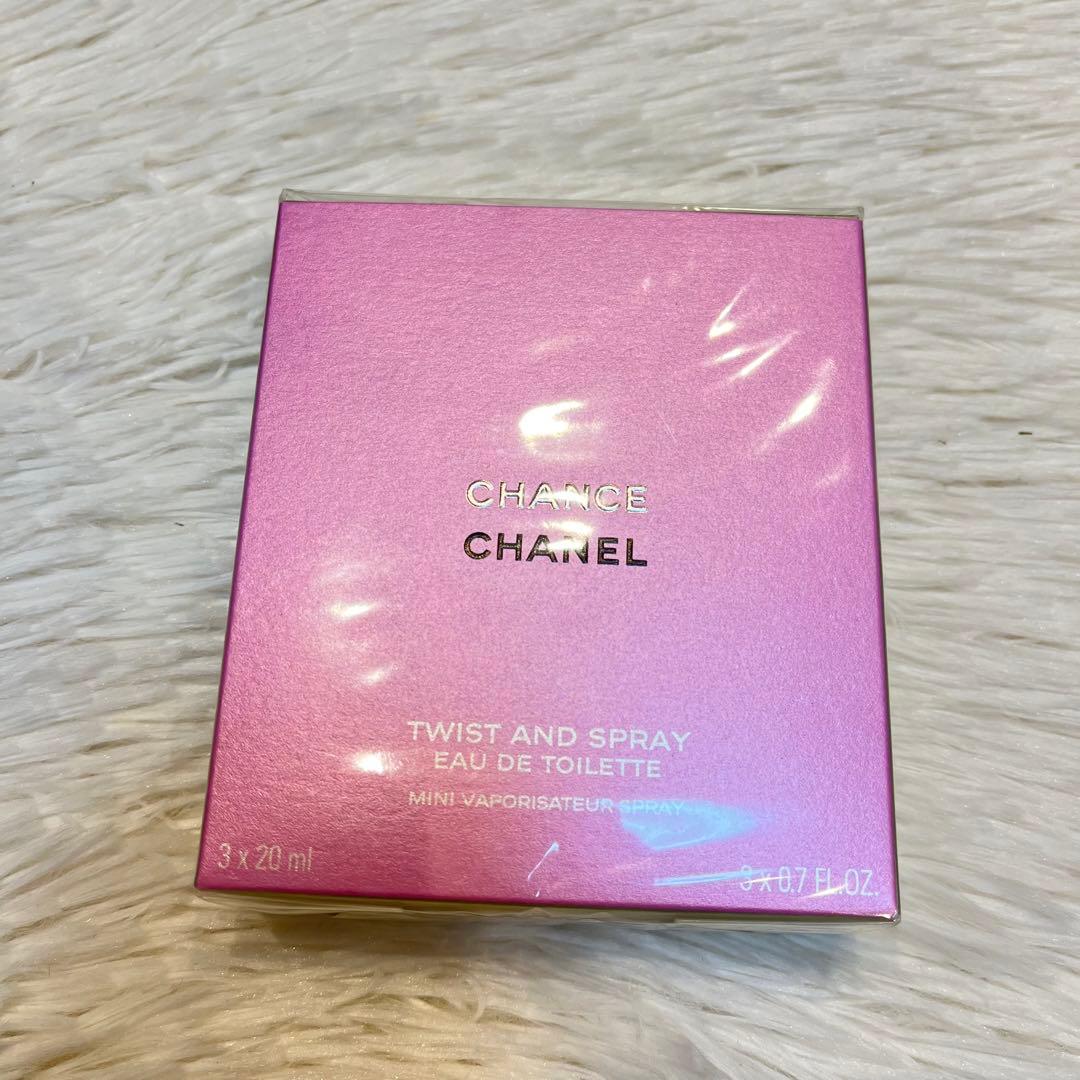 CHANCE
CHANEL
TWIST AND SPRAY
EAU DE TOILETTE
MINI VAPORISATEUR SPRAY
3 x 20 ml
3 x 0.7 FL.OZ.